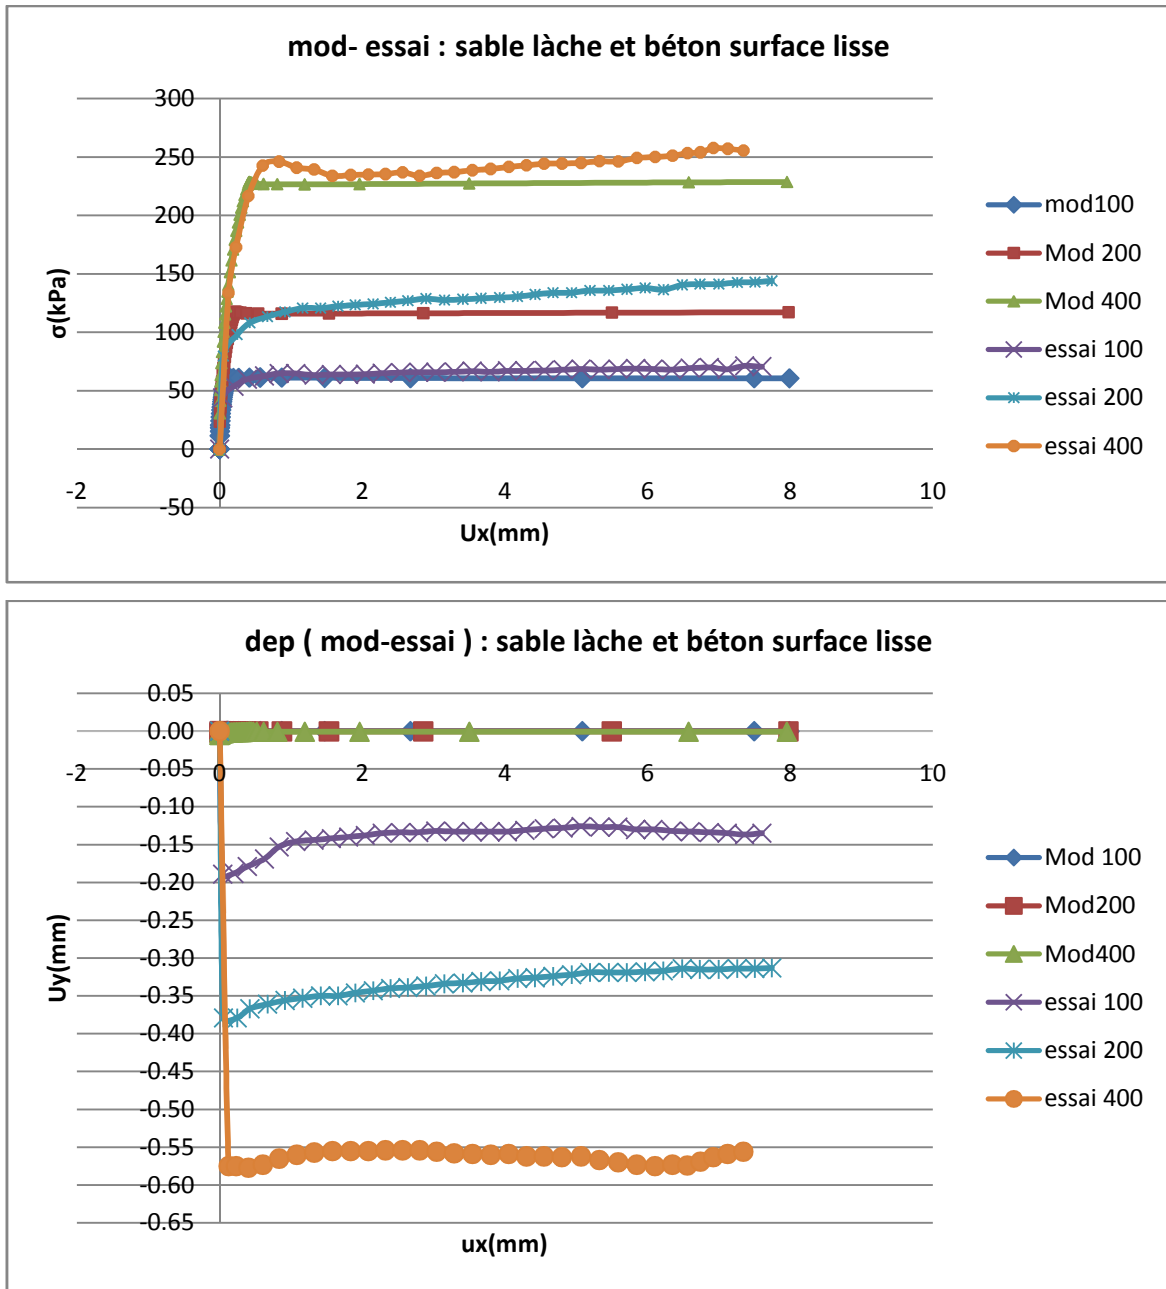 mod- essai : sable làche et béton surface lisse
300
250
200
150
100
50
0
-50
-2
0
2
4
6
8
10
σ(kPa)
Ux(mm)
mod100
Mod 200
Mod 400
essai 100
essai 200
essai 400
dep ( mod-essai ) : sable làche et béton surface lisse
0.05
0.00
-0.05
-0.10
-0.15
-0.20
-0.25
-0.30
-0.35
-0.40
-0.45
-0.50
-0.55
-0.60
-0.65
-2
0
2
4
6
8
10
Uy(mm)
ux(mm)
Mod 100
Mod200
Mod400
essai 100
essai 200
essai 400